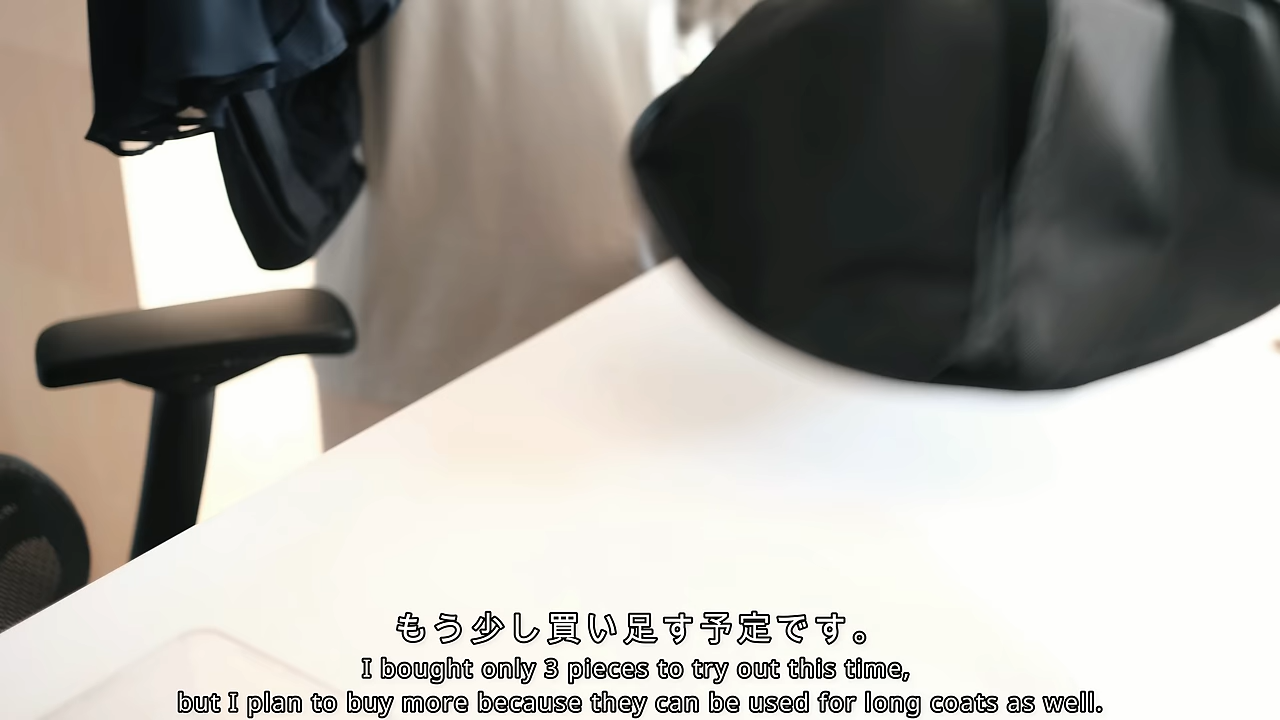 もう少し買い足す予定です。
I bought only 3 pieces to try out this time,
but I plan to buy more because they can be used for long coats as well.